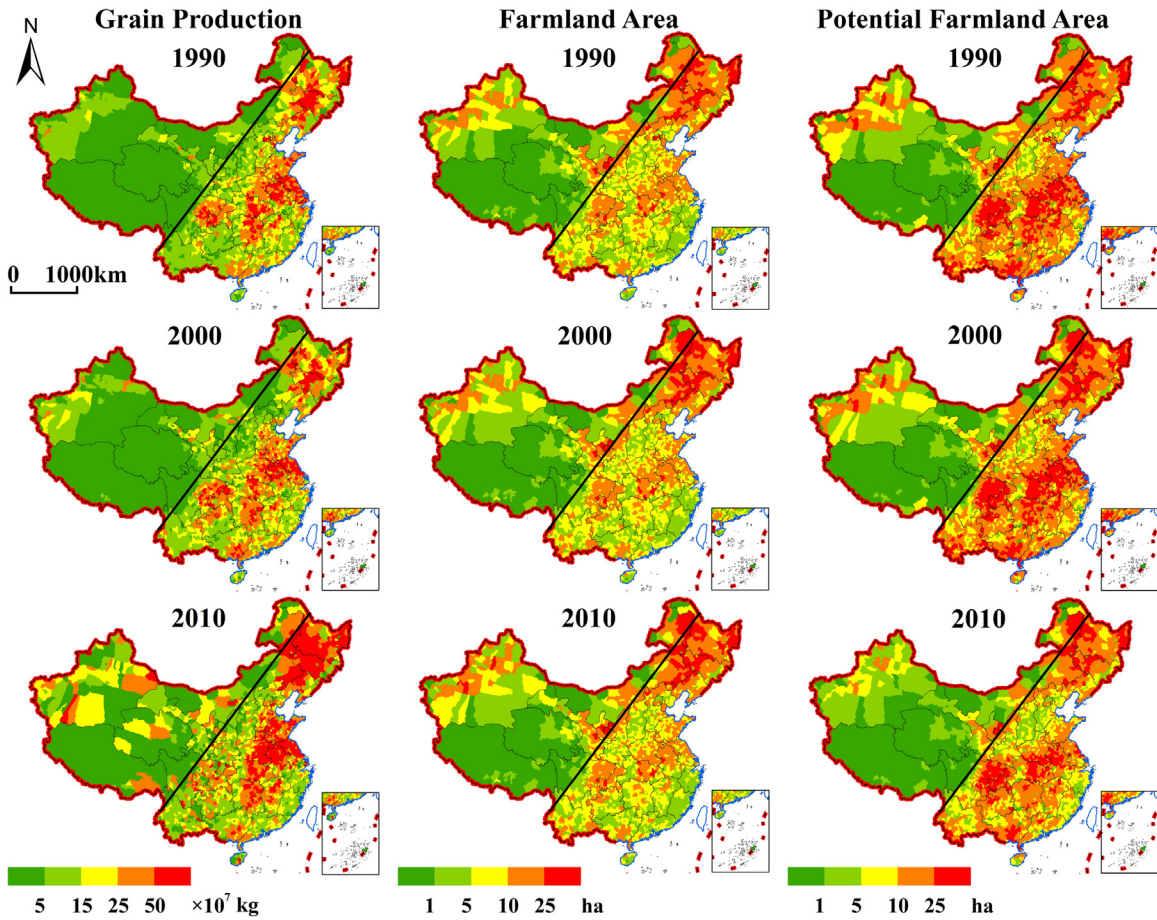 N
Grain Production
Farmland Area
Potential Farmland Area
1990
1990
1990
0 1000km
2000
2000
2000
2010
2010
2010
5 15 25 50 ×10⁷ kg
1 5 10 25 ha
1 5 10 25 ha